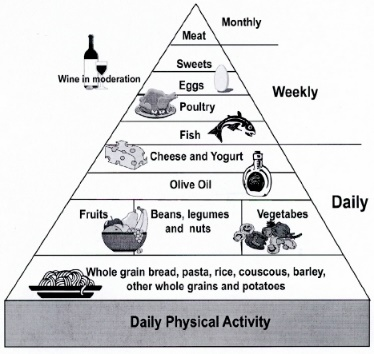 Monthly
Meat
Sweets
Wine in moderation
Eggs
Weekly
Poultry
Fish
Cheese and Yogurt
Olive Oil
Daily
Fruits
Beans, legumes
and nuts
Vegetabes
Whole grain bread, pasta, rice, couscous, barley,
other whole grains and potatoes
Daily Physical Activity